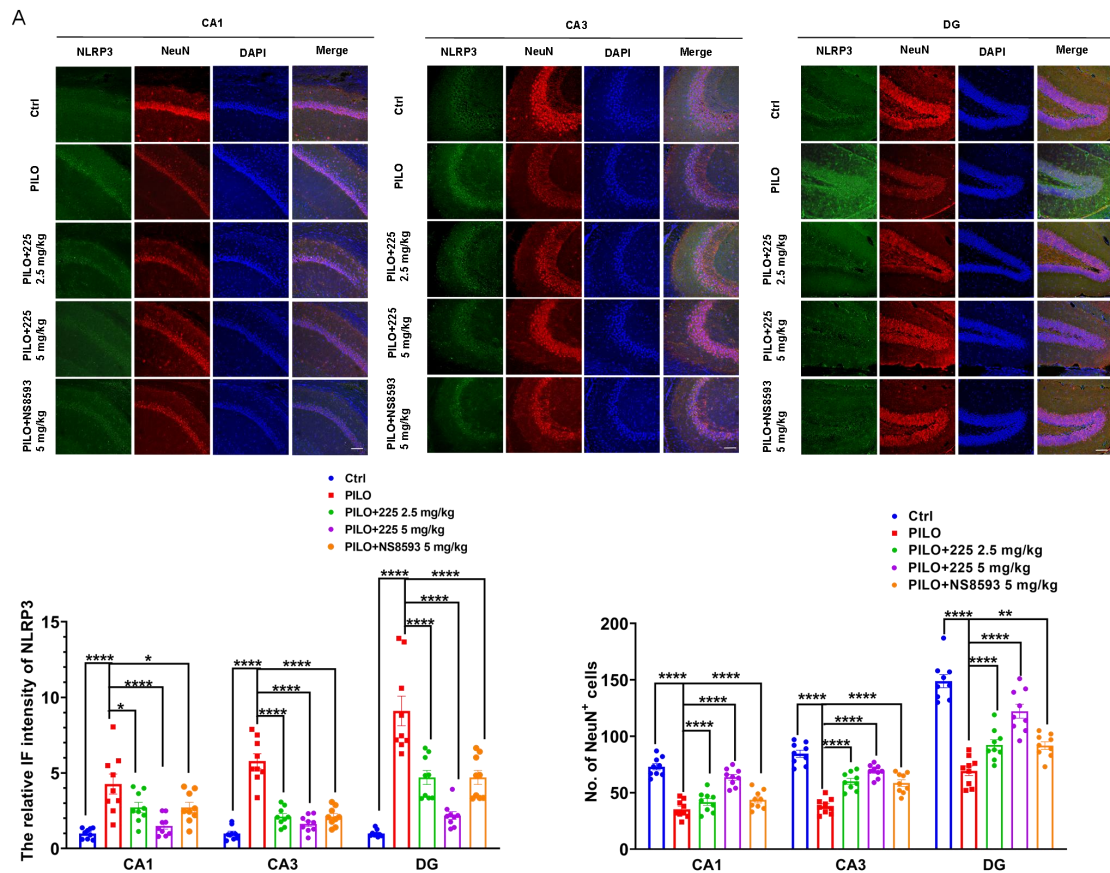 A
CA1
NLRP3 NeuN DAPI Merge
Ctrl
PILO
PILO+225
2.5 mg/kg
PILO+225
5 mg/kg
PILO+NS8593
5 mg/kg
CA3
NLRP3 NeuN DAPI Merge
Ctrl
PILO
PILO+225
2.5 mg/kg
PILO+225
5 mg/kg
PILO+NS8593
5 mg/kg
DG
NLRP3 NeuN DAPI Merge
Ctrl
PILO
PILO+225
2.5 mg/kg
PILO+225
5 mg/kg
PILO+NS8593
5 mg/kg
Ctrl
PILO
PILO+225 2.5 mg/kg
PILO+225 5 mg/kg
PILO+NS8593 5 mg/kg
The relative IF intensity of NLRP3
15
10
5
0
**** * **** *
**** **** **** ****
**** **** **** ****
CA1 CA3 DG
Ctrl
PILO
PILO+225 2.5 mg/kg
PILO+225 5 mg/kg
PILO+NS8593 5 mg/kg
No. of NeuN+ cells
200
150
100
50
0
**** **** **** ****
**** **** **** ****
**** ** **** ****
CA1 CA3 DG